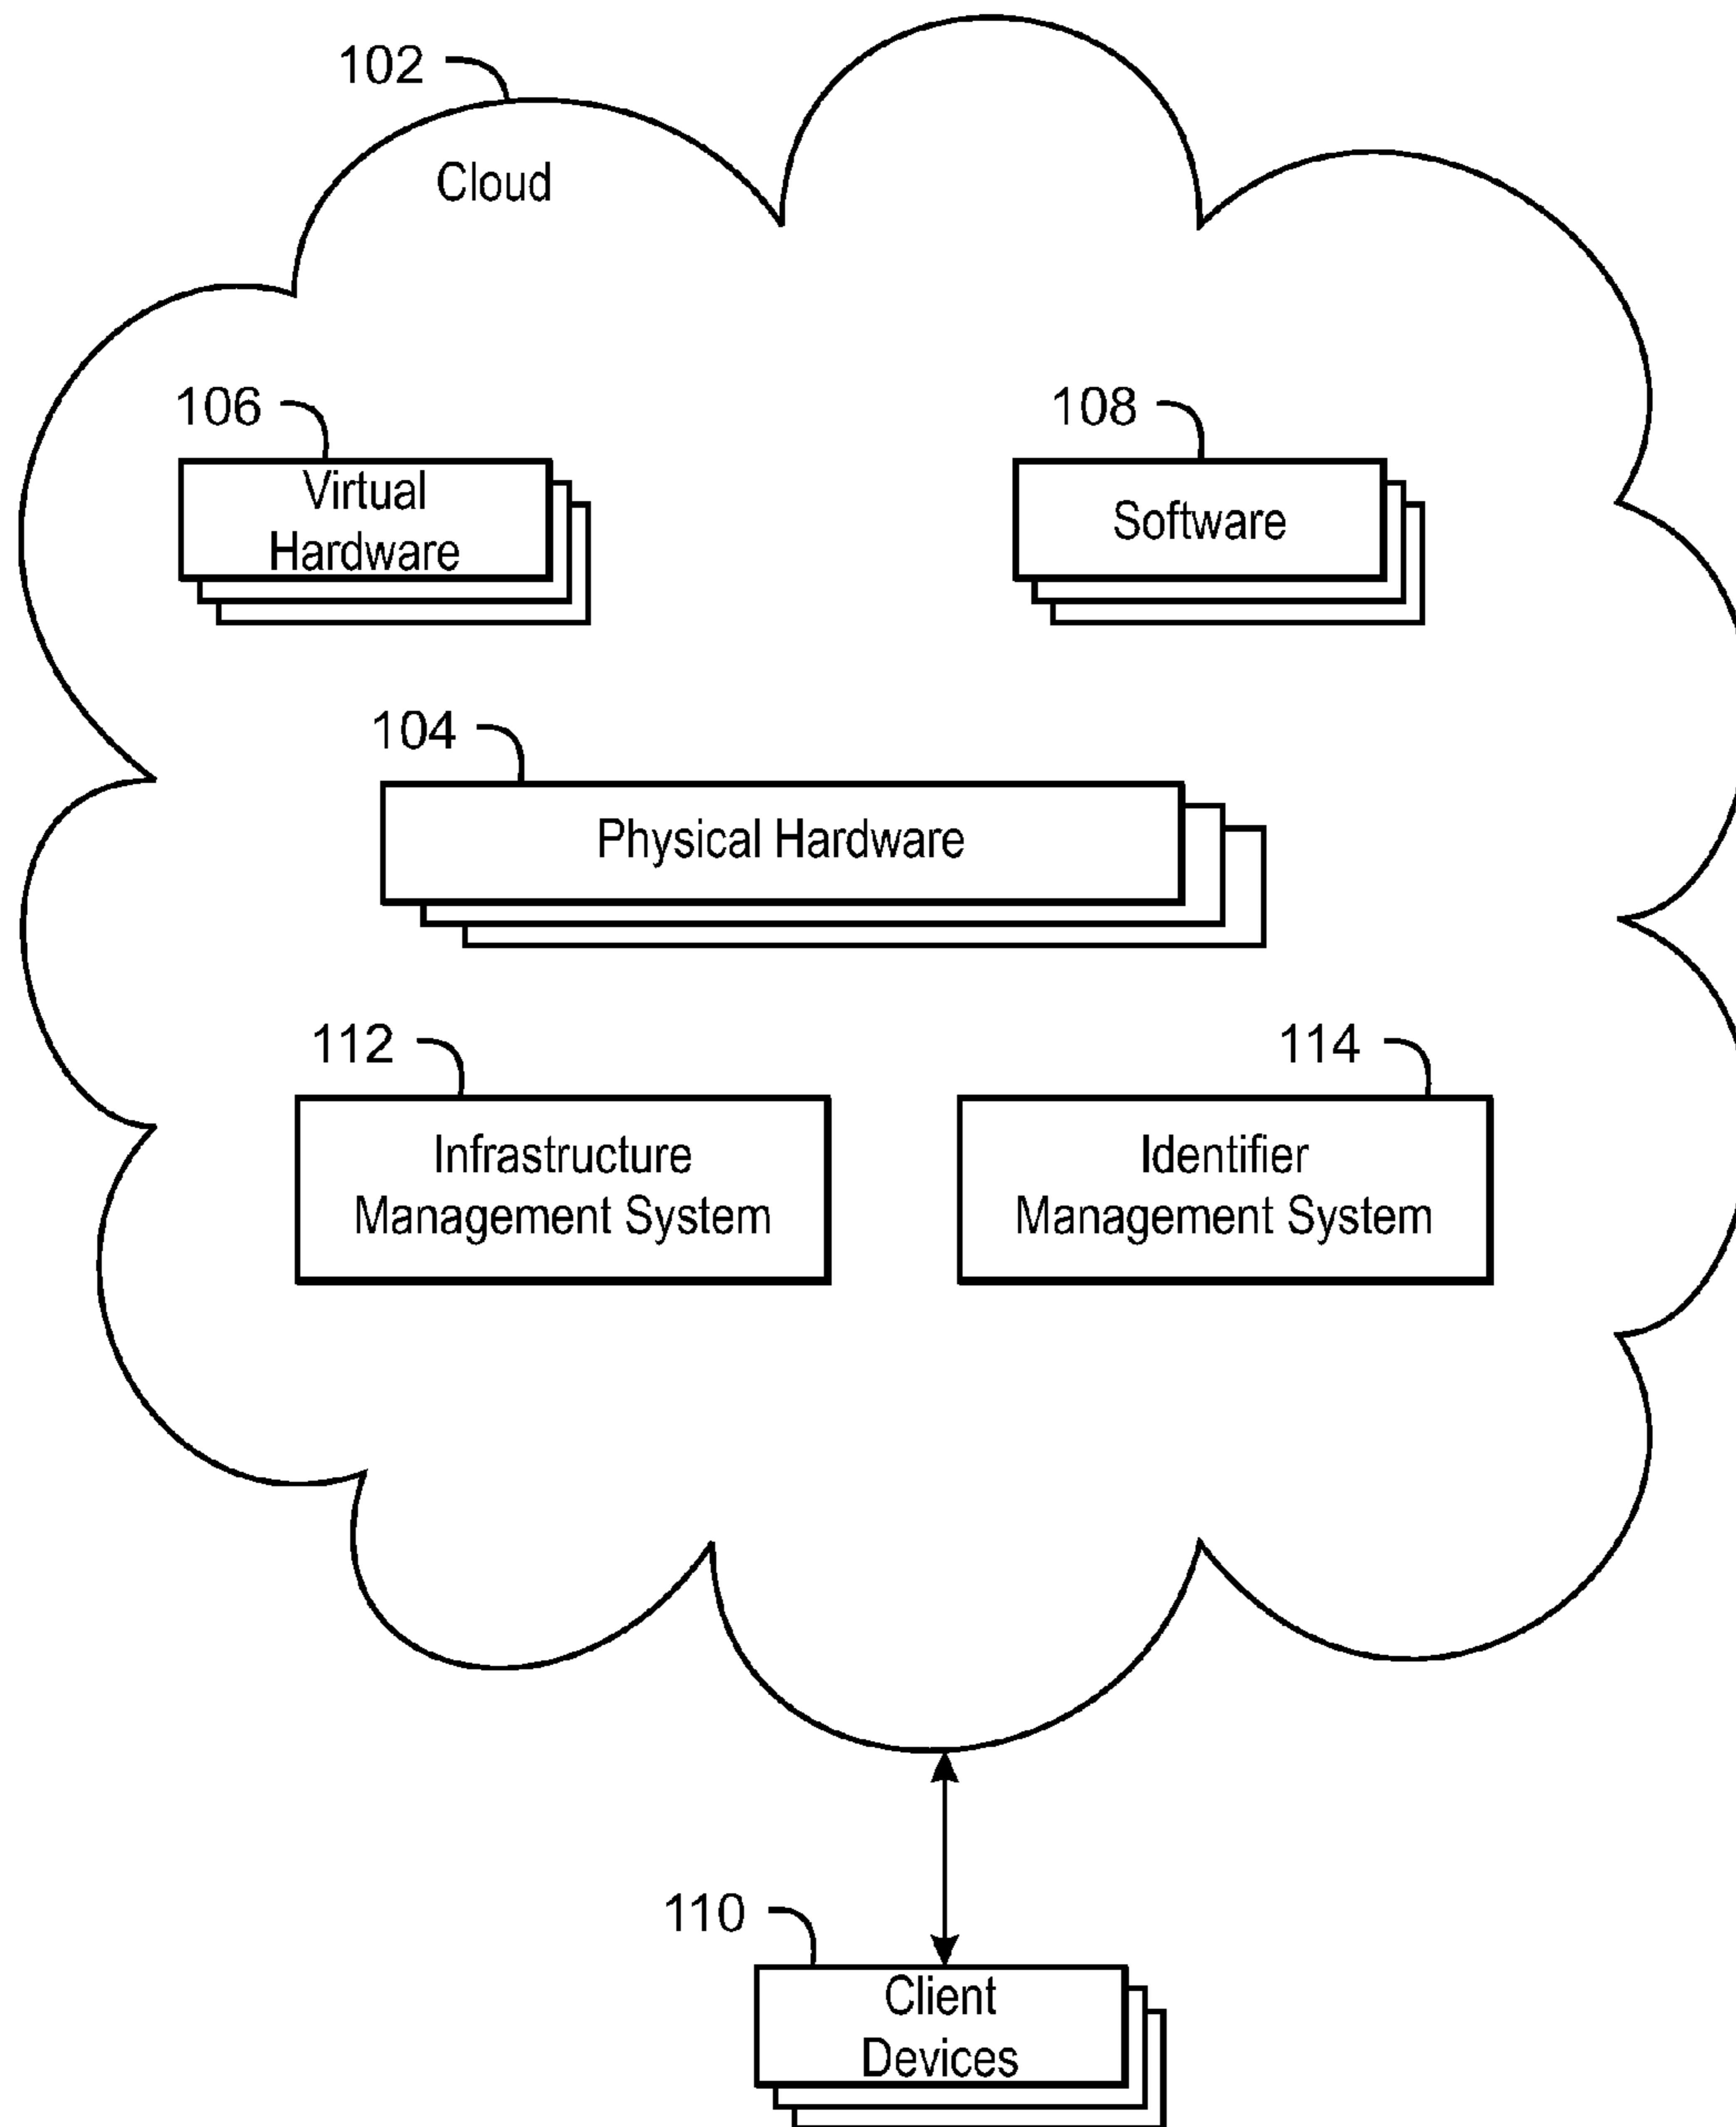 102
Cloud
106
Virtual
Hardware
108
Software
104
Physical Hardware
112
Infrastructure
Management System
114
Identifier
Management System
110
Client
Devices